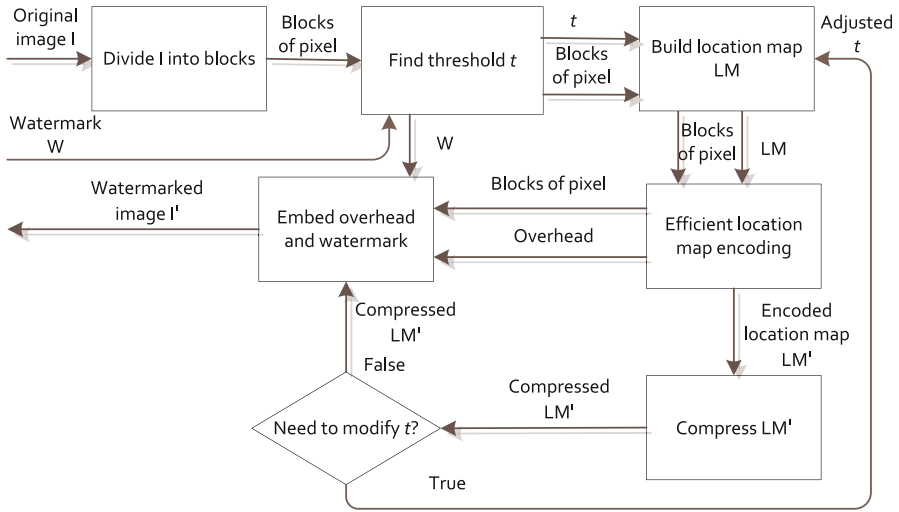 Original
image I
Divide I into blocks
Blocks
of pixel
Find threshold t
t
Blocks
of pixel
Build location map
LM
Adjusted
t
Watermark
W
W
Blocks
of pixel
LM
Watermarked
image I'
Embed overhead
and watermark
Blocks of pixel
Overhead
Efficient location
map encoding
Compressed
LM'
False
Encoded
location map
LM'
Need to modify t?
Compressed
LM'
Compress LM'
True